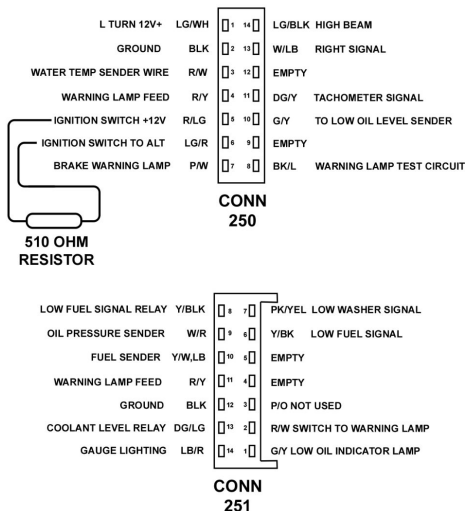 L TURN 12V+ LG/WH 1 14 LG/BLK HIGH BEAM
GROUND BLK 2 13 W/LB RIGHT SIGNAL
WATER TEMP SENDER WIRE R/W 3 12 EMPTY
WARNING LAMP FEED R/Y 4 11 DG/Y TACHOMETER SIGNAL
IGNITION SWITCH +12V R/LG 5 10 G/Y TO LOW OIL LEVEL SENDER
IGNITION SWITCH TO ALT LG/R 6 9 EMPTY
BRAKE WARNING LAMP P/W 7 8 BK/L WARNING LAMP TEST CIRCUIT
CONN
250
510 OHM
RESISTOR
LOW FUEL SIGNAL RELAY Y/BLK 8 7 PK/YEL LOW WASHER SIGNAL
OIL PRESSURE SENDER W/R 9 6 Y/BK LOW FUEL SIGNAL
FUEL SENDER Y/W,LB 10 5 EMPTY
WARNING LAMP FEED R/Y 11 4 EMPTY
GROUND BLK 12 3 P/O NOT USED
COOLANT LEVEL RELAY DG/LG 13 2 R/W SWITCH TO WARNING LAMP
GAUGE LIGHTING LB/R 14 1 G/Y LOW OIL INDICATOR LAMP
CONN
251